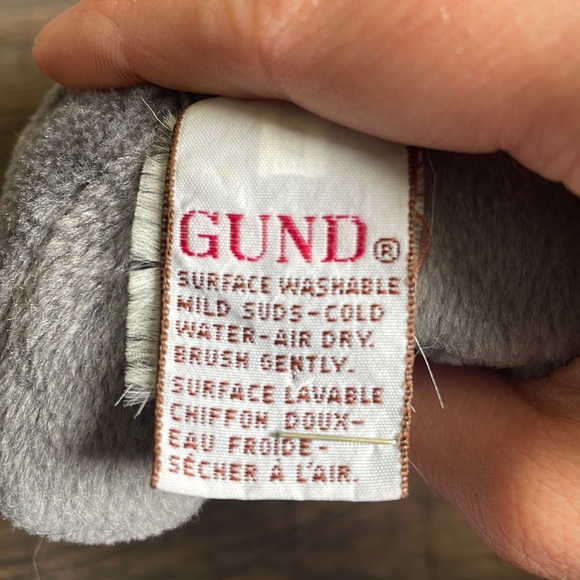 GUND®
SURFACE WASHABLE
MILD SUDS-COLD
WATER-AIR DRY.
BRUSH GENTLY.
SURFACE LAVABLE
CHIFFON DOUX-
EAU FROIDE-
SÉCHER À L'AIR.